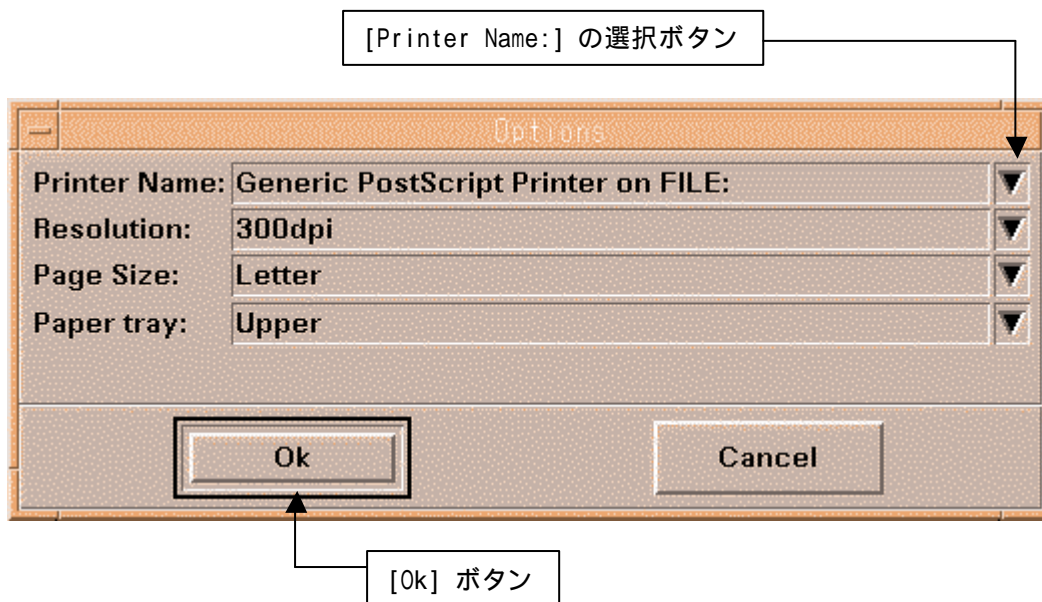 [Printer Name:] の選択ボタン
Options
Printer Name: Generic PostScript Printer on FILE:
Resolution: 300dpi
Page Size: Letter
Paper tray: Upper
Ok Cancel
[Ok] ボタン